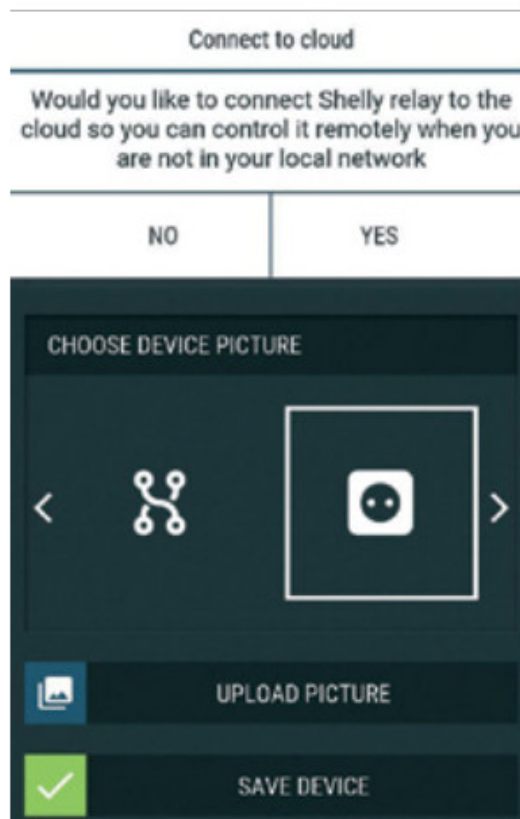 Connect to cloud
Would you like to connect Shelly relay to the
cloud so you can control it remotely when you
are not in your local network
NO
YES
CHOOSE DEVICE PICTURE
UPLOAD PICTURE
SAVE DEVICE